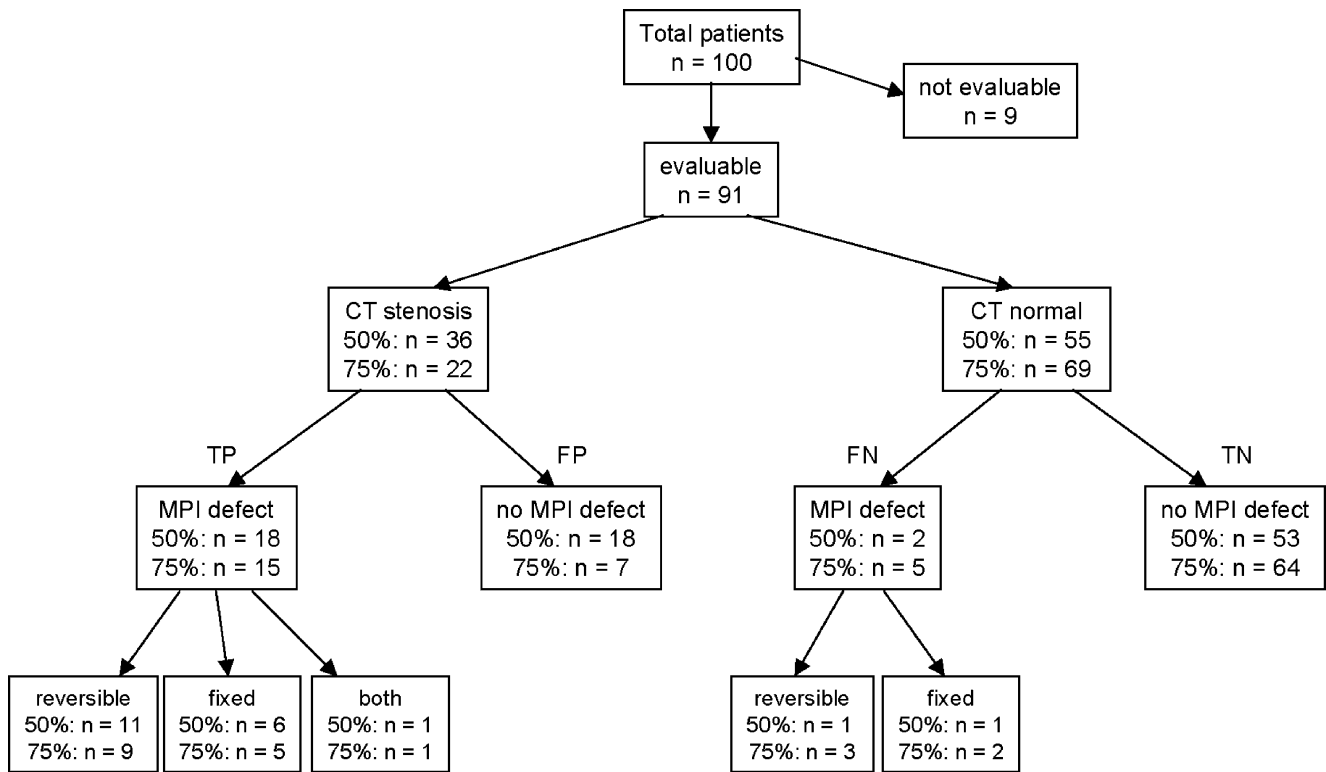 Total patients
n = 100
not evaluable
n = 9
evaluable
n = 91
CT stenosis
50%: n = 36
75%: n = 22
CT normal
50%: n = 55
75%: n = 69
TP
FP
FN
TN
MPI defect
50%: n = 18
75%: n = 15
no MPI defect
50%: n = 18
75%: n = 7
MPI defect
50%: n = 2
75%: n = 5
no MPI defect
50%: n = 53
75%: n = 64
reversible
50%: n = 11
75%: n = 9
fixed
50%: n = 6
75%: n = 5
both
50%: n = 1
75%: n = 1
reversible
50%: n = 1
75%: n = 3
fixed
50%: n = 1
75%: n = 2